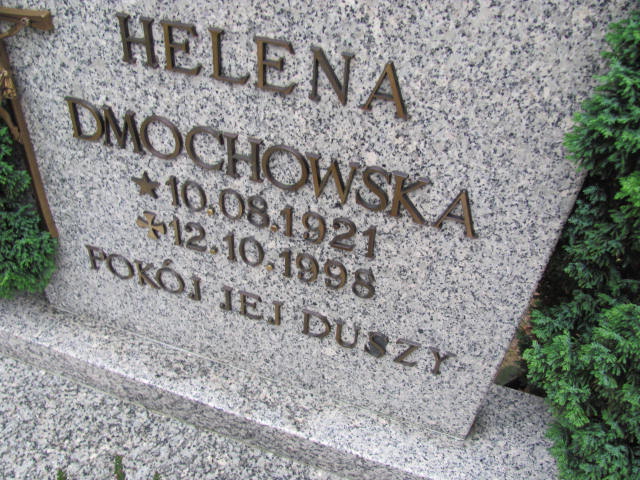 HELENA
DMOCHOWSKA
★ 10.08.1921
✠ 12.10.1998
POKÓJ JEJ DUSZY